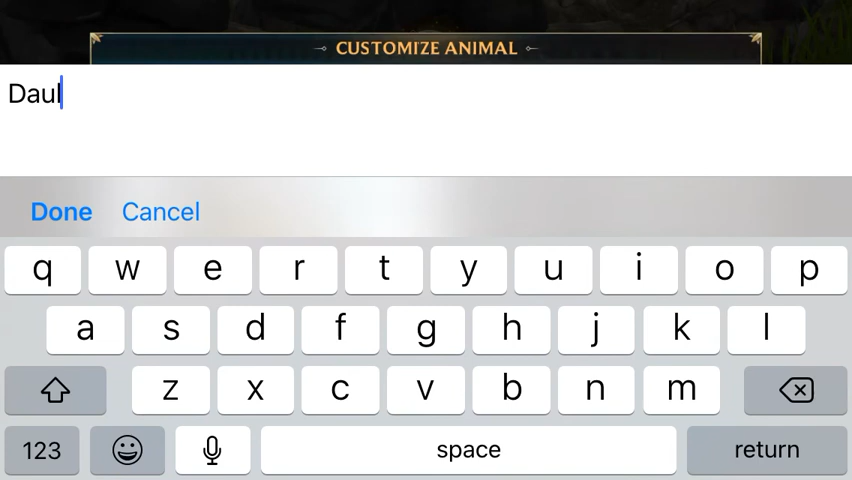 CUSTOMIZE ANIMAL
Daul
Done Cancel
q w e r t y u i o p
a s d f g h j k l
z x c v b n m
123 space return